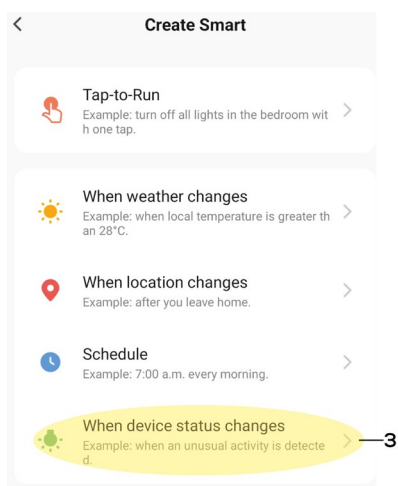 Create Smart
Tap-to-Run
Example: turn off all lights in the bedroom wit
h one tap.
When weather changes
Example: when local temperature is greater th
an 28°C.
When location changes
Example: after you leave home.
Schedule
Example: 7:00 a.m. every morning.
When device status changes
Example: when an unusual activity is detecte
d.
3